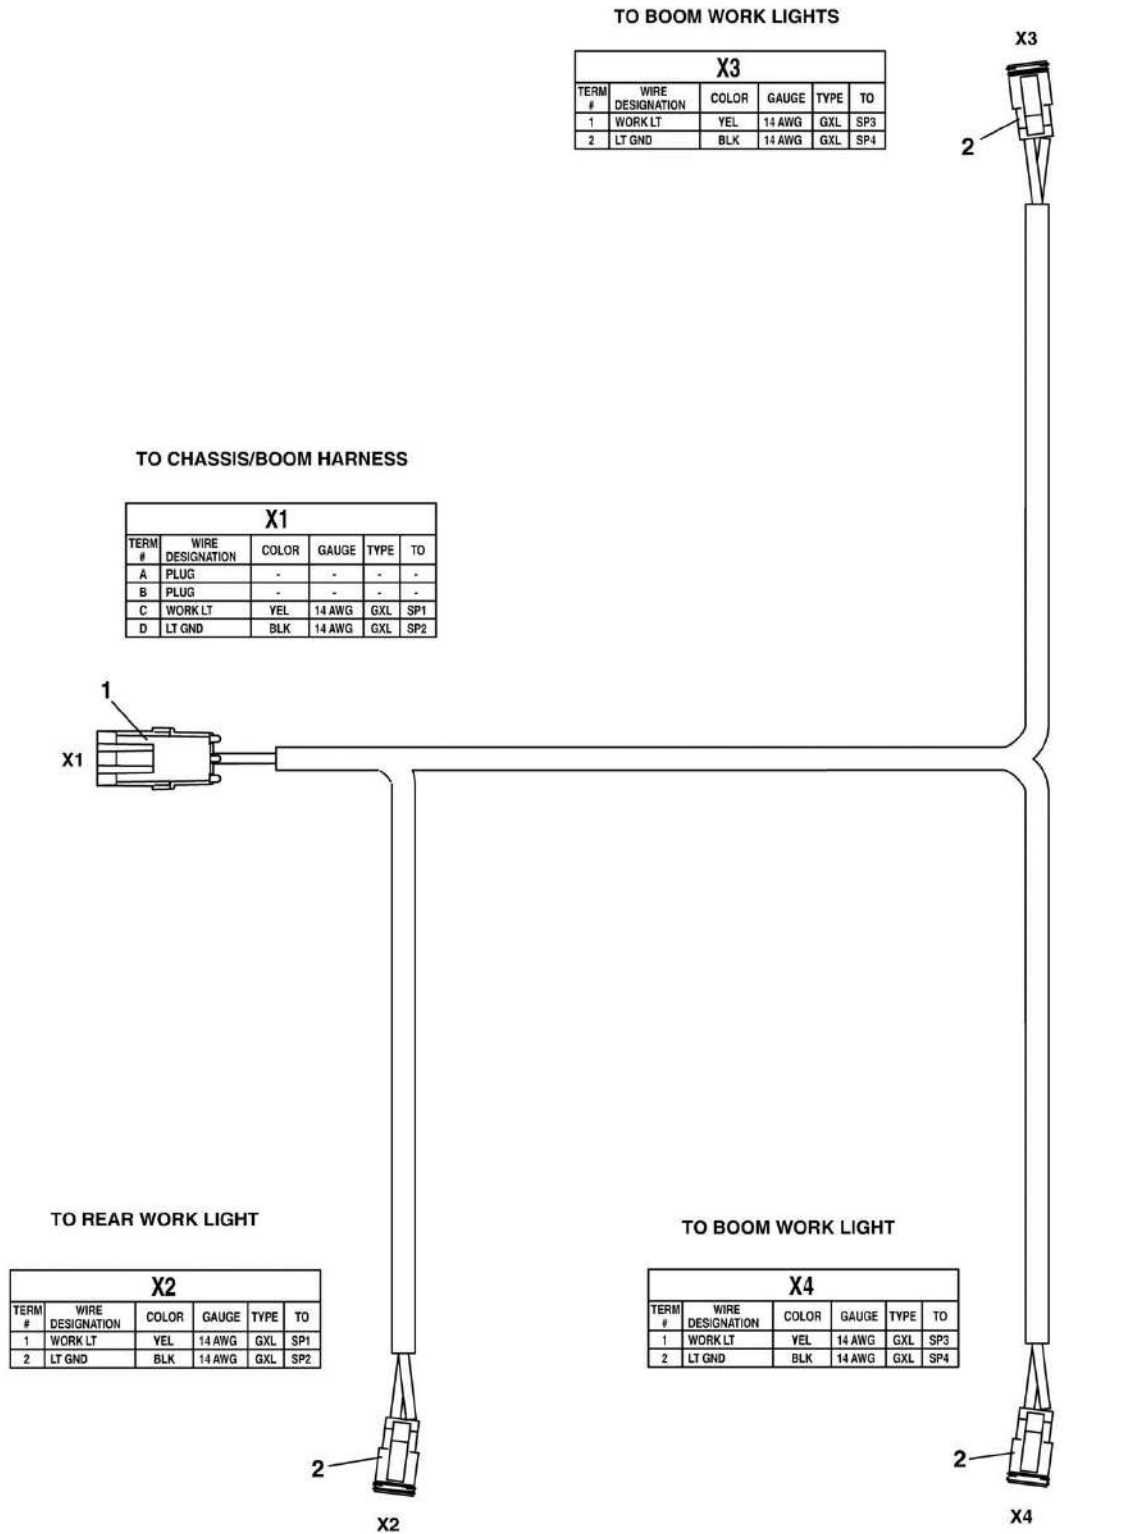 TO BOOM WORK LIGHTS
X3
X3
TERM # WIRE DESIGNATION COLOR GAUGE TYPE TO
1 WORK LT YEL 14 AWG GXL SP3
2 LT GND BLK 14 AWG GXL SP4
2
TO CHASSIS/BOOM HARNESS
X1
TERM # WIRE DESIGNATION COLOR GAUGE TYPE TO
A PLUG - - - -
B PLUG - - - -
C WORK LT YEL 14 AWG GXL SP1
D LT GND BLK 14 AWG GXL SP2
1
X1
TO REAR WORK LIGHT
X2
TERM # WIRE DESIGNATION COLOR GAUGE TYPE TO
1 WORK LT YEL 14 AWG GXL SP1
2 LT GND BLK 14 AWG GXL SP2
2
X2
TO BOOM WORK LIGHT
X4
TERM # WIRE DESIGNATION COLOR GAUGE TYPE TO
1 WORK LT YEL 14 AWG GXL SP3
2 LT GND BLK 14 AWG GXL SP4
2
X4